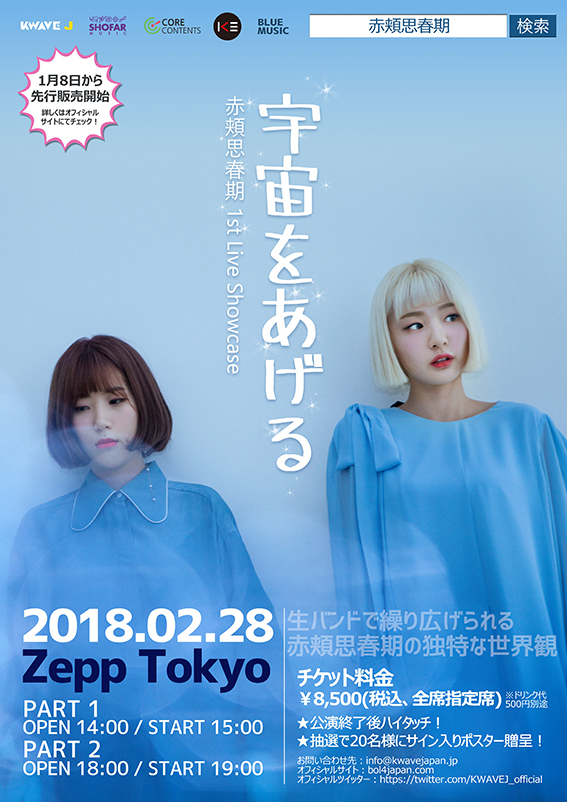 KWAVE J
SHOFAR
MUSIC
CORE
CONTENTS
KE
BLUE
MUSIC
赤頬思春期
検索
1月8日から
先行販売開始
詳しくはオフィシャル
サイトにてチェック!
宇宙をあげる
赤頬思春期 1st Live Showcase
2018.02.28
Zepp Tokyo
PART 1
OPEN 14:00 / START 15:00
PART 2
OPEN 18:00 / START 19:00
生バンドで繰り広げられる
赤頬思春期の独特な世界観
チケット料金
¥8,500(税込、全席指定席)
※ドリンク代
500円別途
★公演終了後ハイタッチ!
★抽選で20名様にサイン入りポスター贈呈!
お問い合わせ先:info@kwavejapan.jp
オフィシャルサイト:bol4japan.com
オフィシャルツイッター:https://twitter.com/KWAVEJ_official